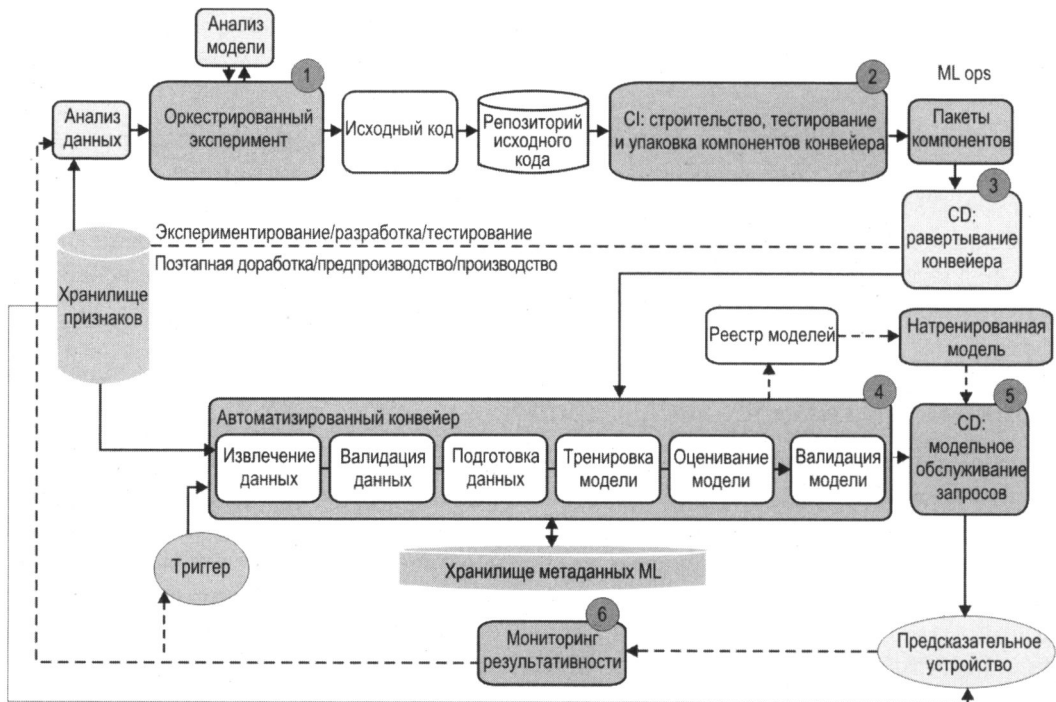 Анализ
модели
1
2
ML ops
Анализ
данных
Оркестрированный
эксперимент
Исходный код
Репозиторий
исходного
кода
CI: строительство, тестирование
и упаковка компонентов конвейера
Пакеты
компонентов
3
CD:
равертывание
конвейера
Экспериментирование/разработка/тестирование
Поэтапная доработка/предпроизводство/производство
Хранилище
признаков
Реестр моделей
Натренированная
модель
4
5
Автоматизированный конвейер
Извлечение
данных
Валидация
данных
Подготовка
данных
Тренировка
модели
Оценивание
модели
Валидация
модели
CD:
модельное
обслуживание
запросов
Триггер
Хранилище метаданных ML
6
Мониторинг
результативности
Предсказательное
устройство